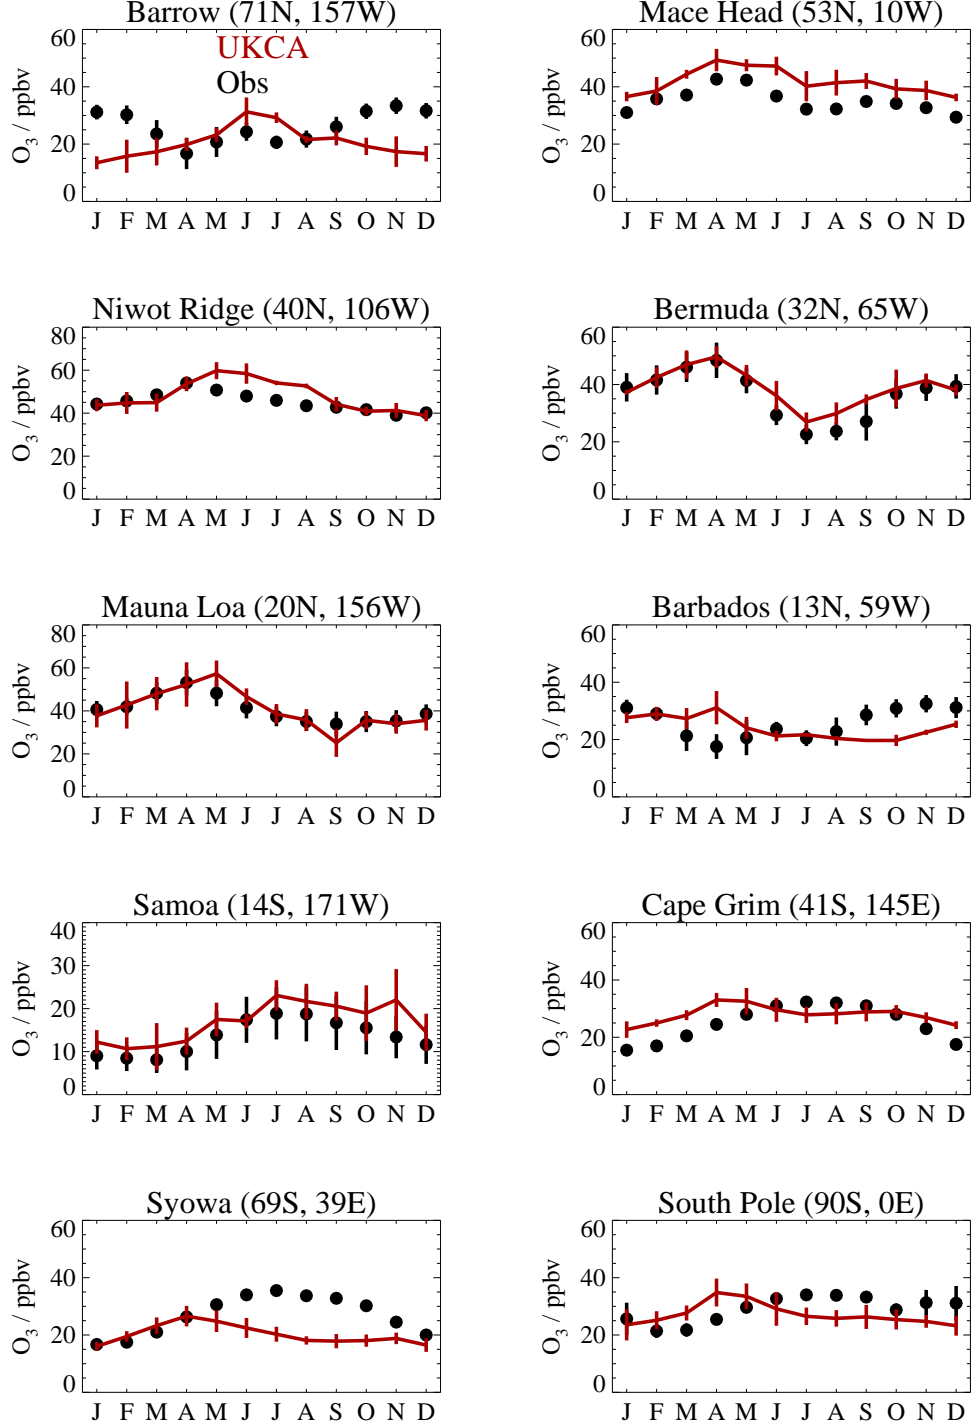 Barrow (71N, 157W)
UKCA
Obs
O3 / ppbv
60
40
20
0
J F M A M J J A S O N D
Mace Head (53N, 10W)
O3 / ppbv
60
40
20
0
J F M A M J J A S O N D
Niwot Ridge (40N, 106W)
O3 / ppbv
80
60
40
20
0
J F M A M J J A S O N D
Bermuda (32N, 65W)
O3 / ppbv
60
40
20
0
J F M A M J J A S O N D
Mauna Loa (20N, 156W)
O3 / ppbv
80
60
40
20
0
J F M A M J J A S O N D
Barbados (13N, 59W)
O3 / ppbv
60
40
20
0
J F M A M J J A S O N D
Samoa (14S, 171W)
O3 / ppbv
40
30
20
10
0
J F M A M J J A S O N D
Cape Grim (41S, 145E)
O3 / ppbv
60
40
20
0
J F M A M J J A S O N D
Syowa (69S, 39E)
O3 / ppbv
60
40
20
0
J F M A M J J A S O N D
South Pole (90S, 0E)
O3 / ppbv
60
40
20
0
J F M A M J J A S O N D